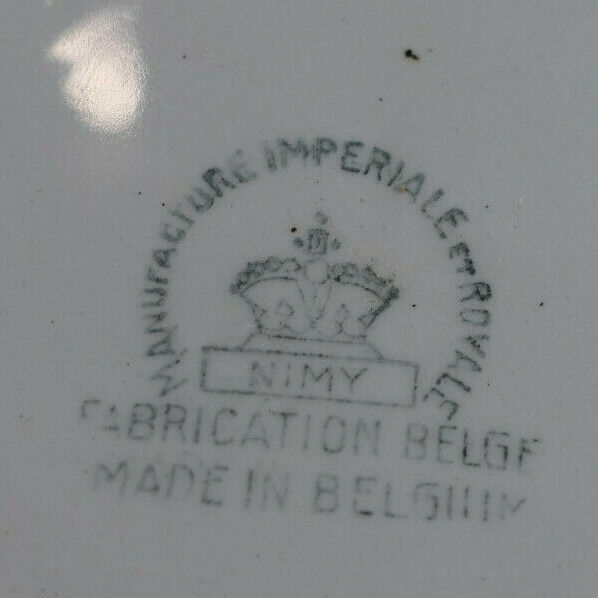 MANUFACTURE IMPERIALE ET ROYALE
NIMY
FABRICATION BELGE
MADE IN BELGIUM